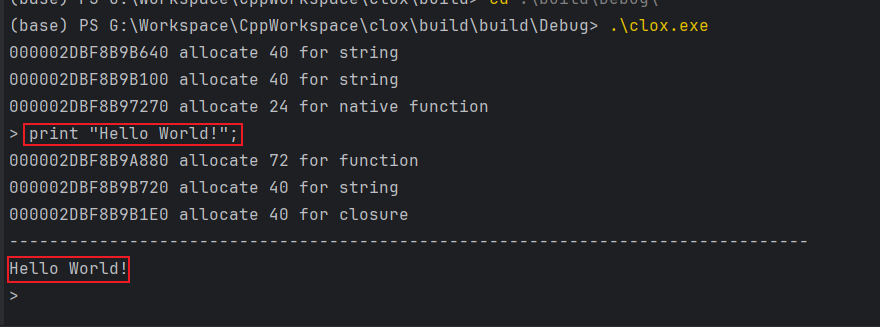 (base) PS G:\Workspace\CppWorkspace\clox\build> cd .\build\Debug\
(base) PS G:\Workspace\CppWorkspace\clox\build\build\Debug> .\clox.exe
000002DBF8B9B640 allocate 40 for string
000002DBF8B9B100 allocate 40 for string
000002DBF8B97270 allocate 24 for native function
> print "Hello World!";
000002DBF8B9A880 allocate 72 for function
000002DBF8B9B720 allocate 40 for string
000002DBF8B9B1E0 allocate 40 for closure
--------------------------------------------------------------------------------
Hello World!
>